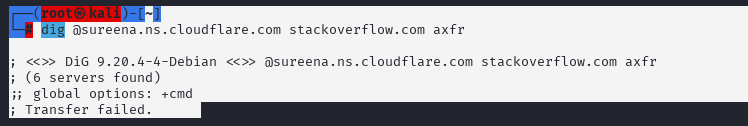 ┌──(root㉿kali)-[~]
└─# dig @sureena.ns.cloudflare.com stackoverflow.com axfr
; <<>> DiG 9.20.4-4-Debian <<>> @sureena.ns.cloudflare.com stackoverflow.com axfr
; (6 servers found)
;; global options: +cmd
; Transfer failed.